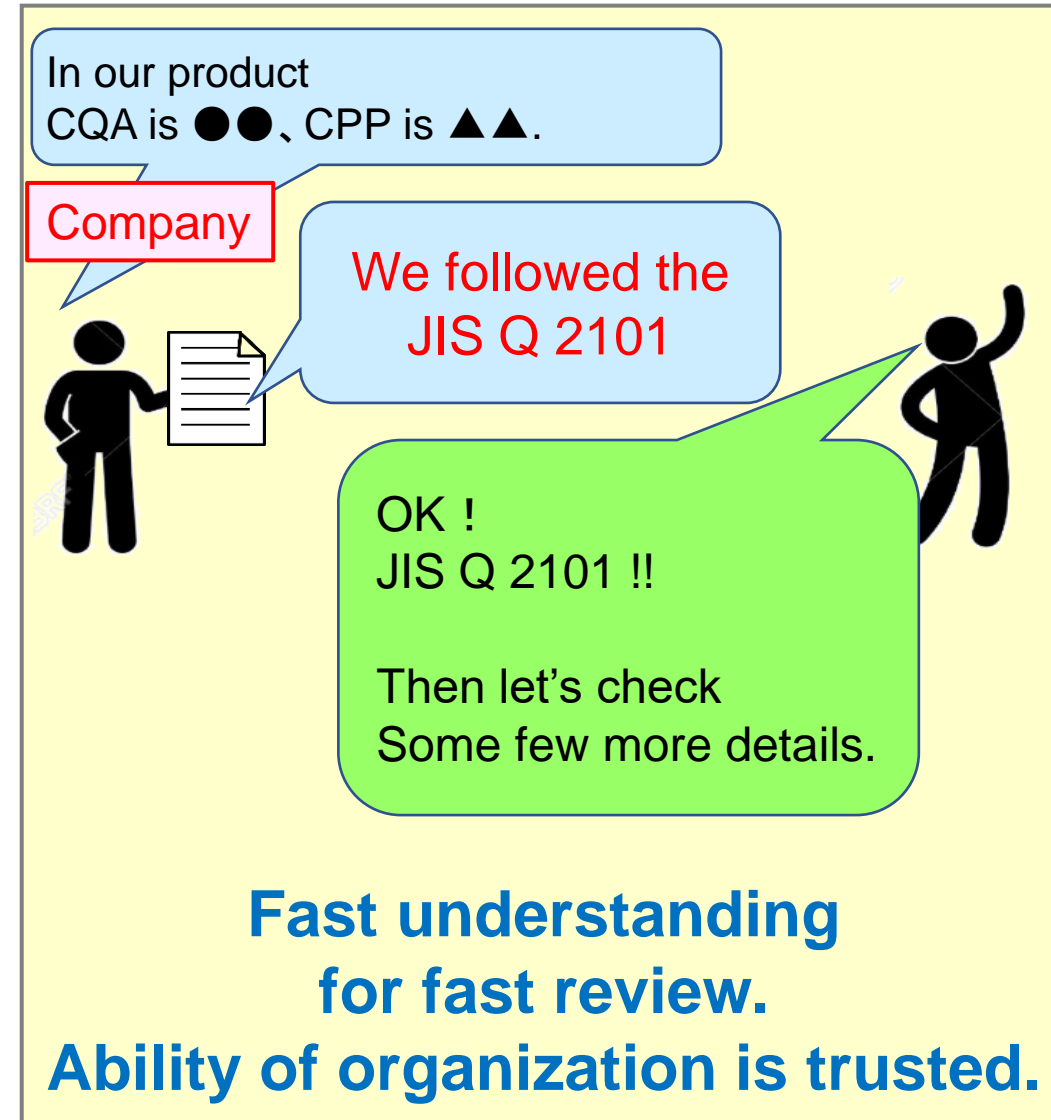 In our product
CQA is ●●、CPP is ▲▲.
Company
We followed the
JIS Q 2101
OK！
JIS Q 2101 !!
Then let’s check
Some few more details.
Fast understanding
for fast review.
Ability of organization is trusted.